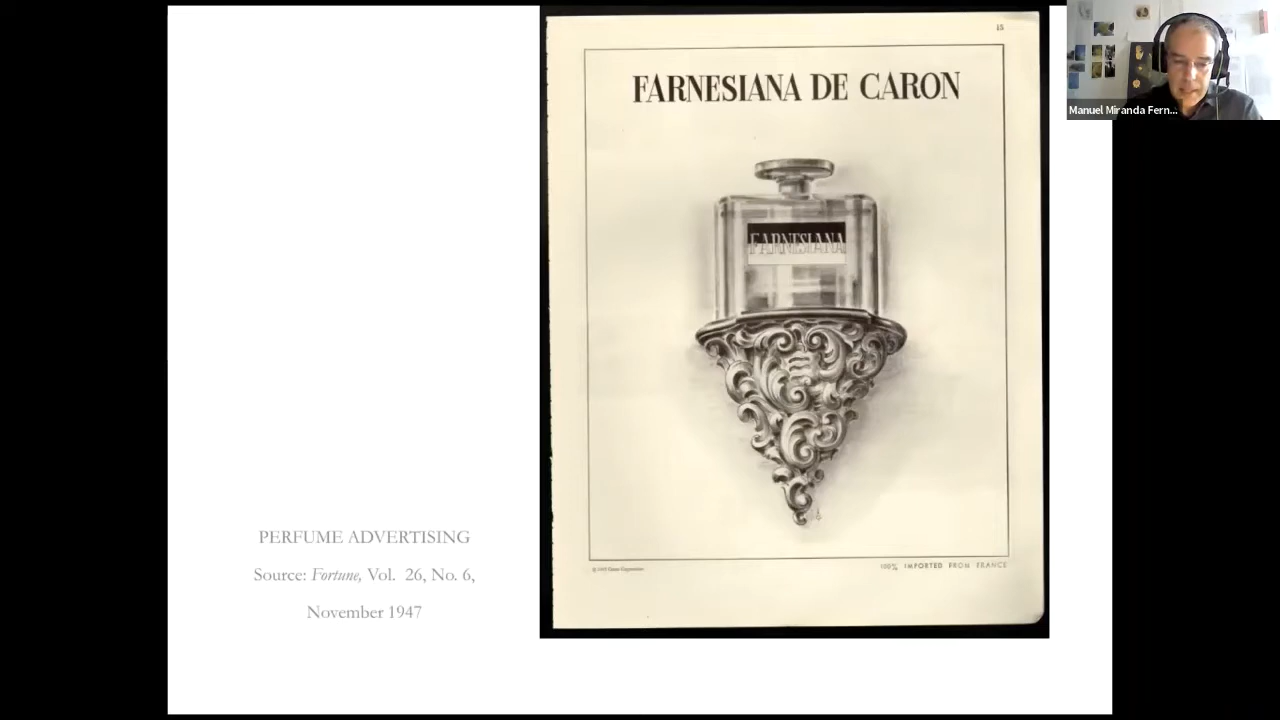 15
FARNESIANA DE CARON
FARNESIANA
100% IMPORTED FROM FRANCE
PERFUME ADVERTISING
Source: Fortune, Vol. 26, No. 6,
November 1947
Manuel Miranda Fern...